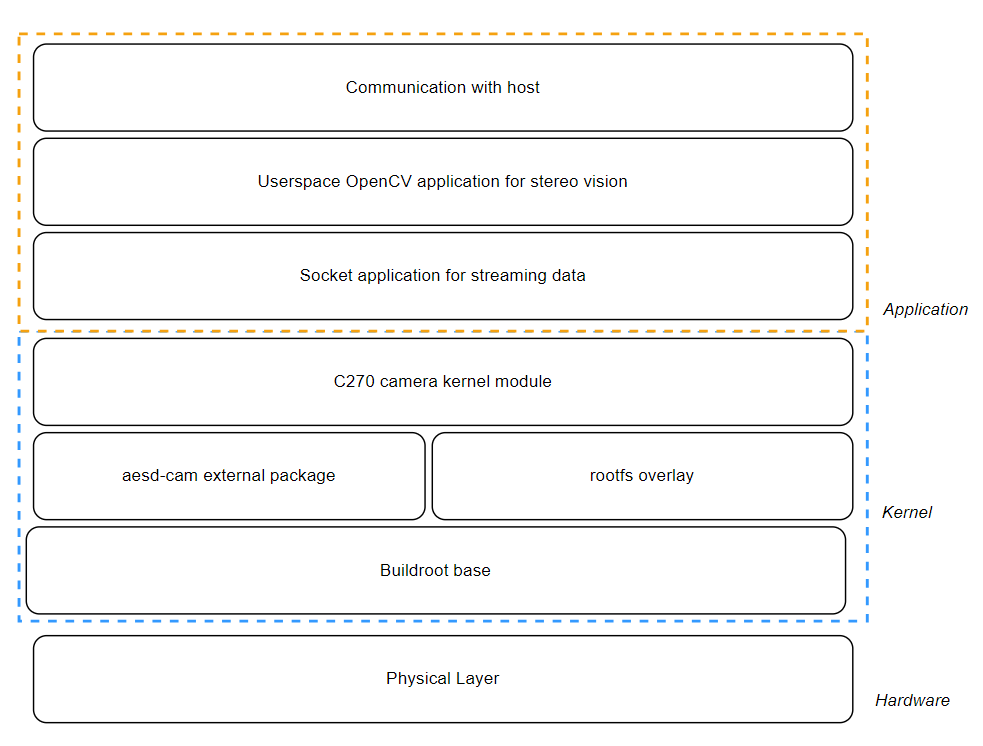 Communication with host
Userspace OpenCV application for stereo vision
Socket application for streaming data
Application
C270 camera kernel module
aesd-cam external package
rootfs overlay
Kernel
Buildroot base
Physical Layer
Hardware